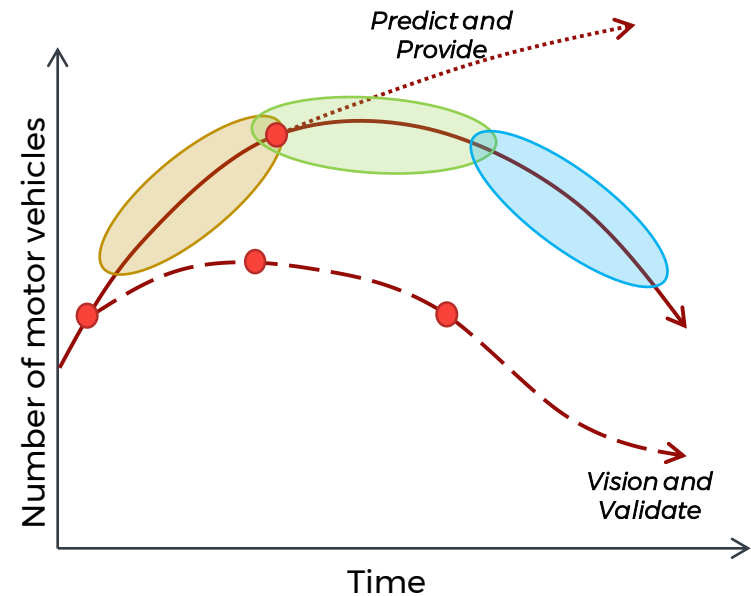 Predict and
Provide
Number of motor vehicles
Vision and
Validate
Time